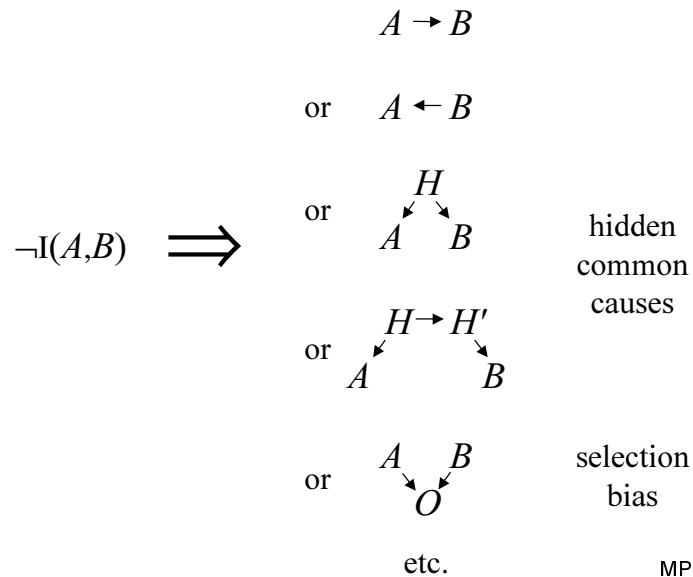 A → B
or A ← B
H
or
A B
hidden
common
causes
¬I(A,B) ⇒
H → H'
or
A B
or
A B
O
selection
bias
etc.
MP